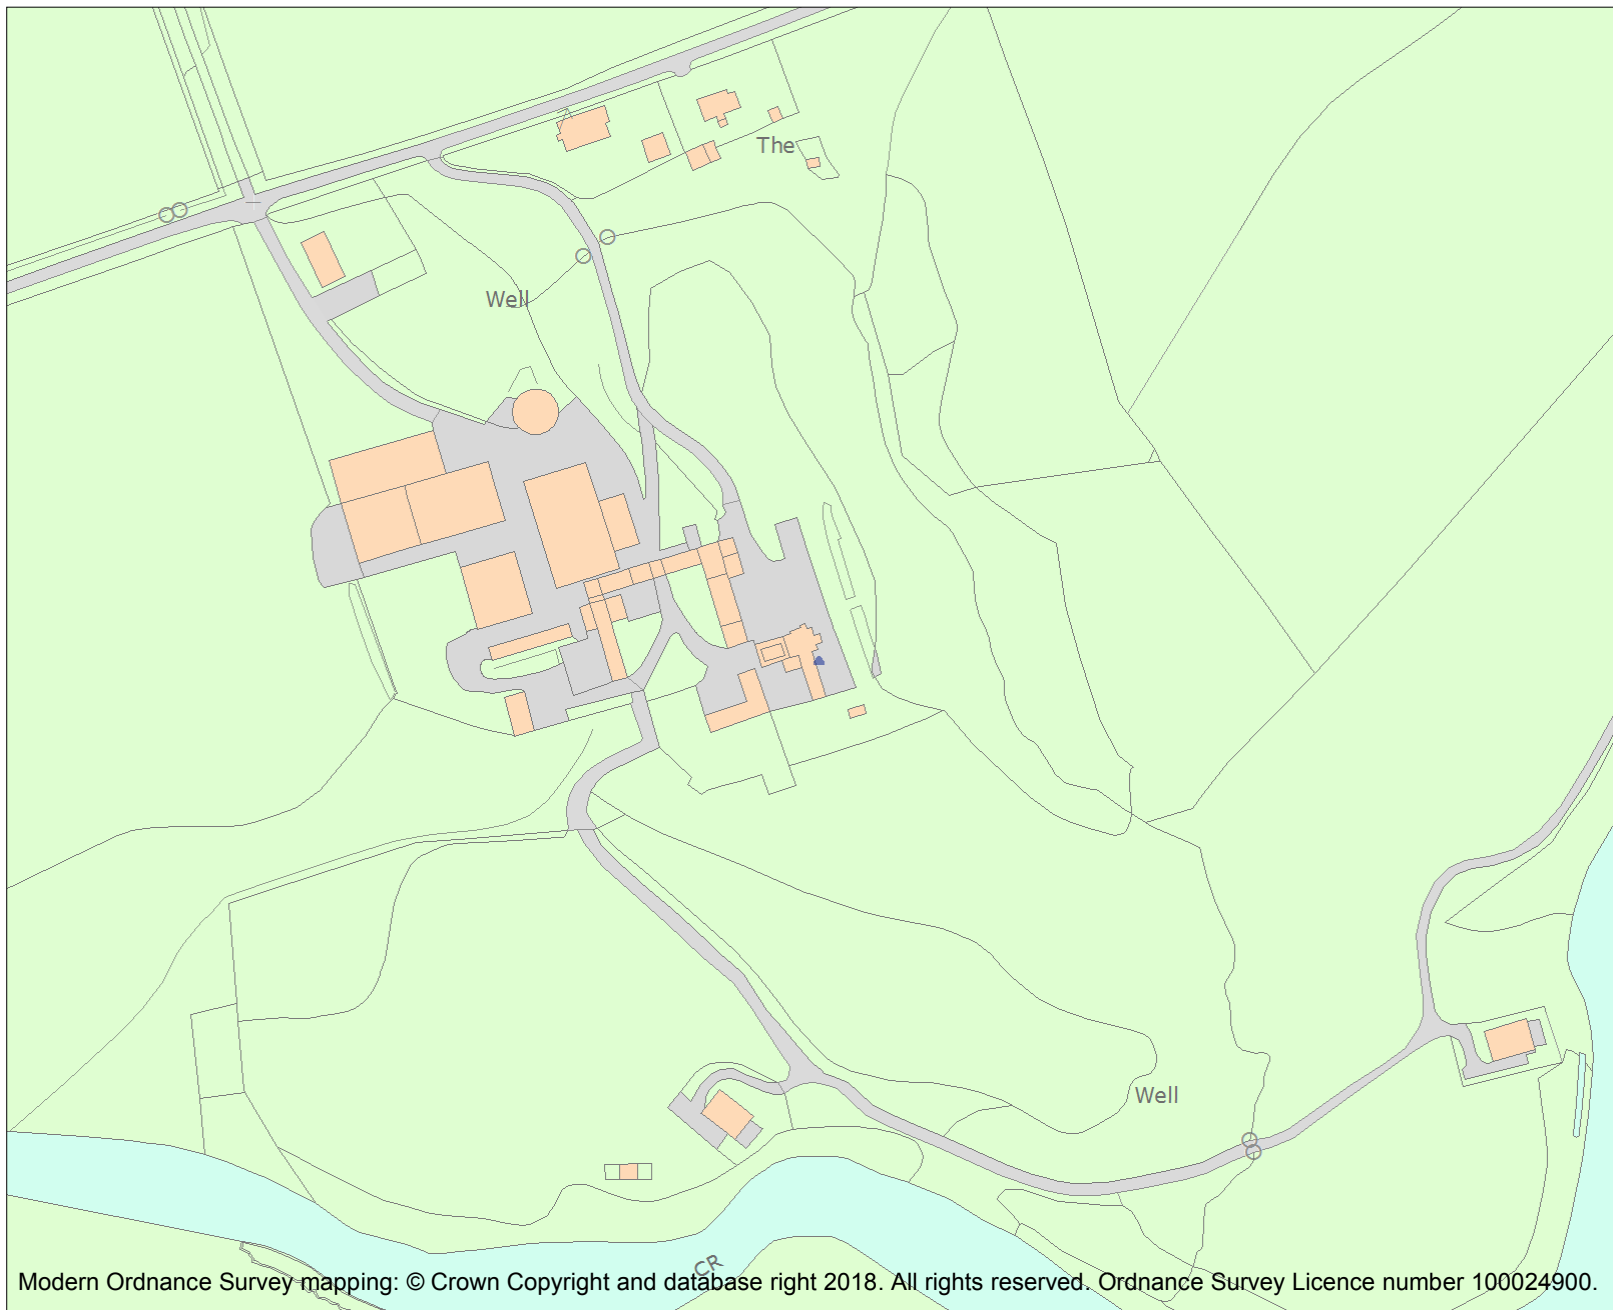 The
Well
Well
CR
Modern Ordnance Survey mapping: © Crown Copyright and database right 2018. All rights reserved. Ordnance Survey Licence number 100024900.